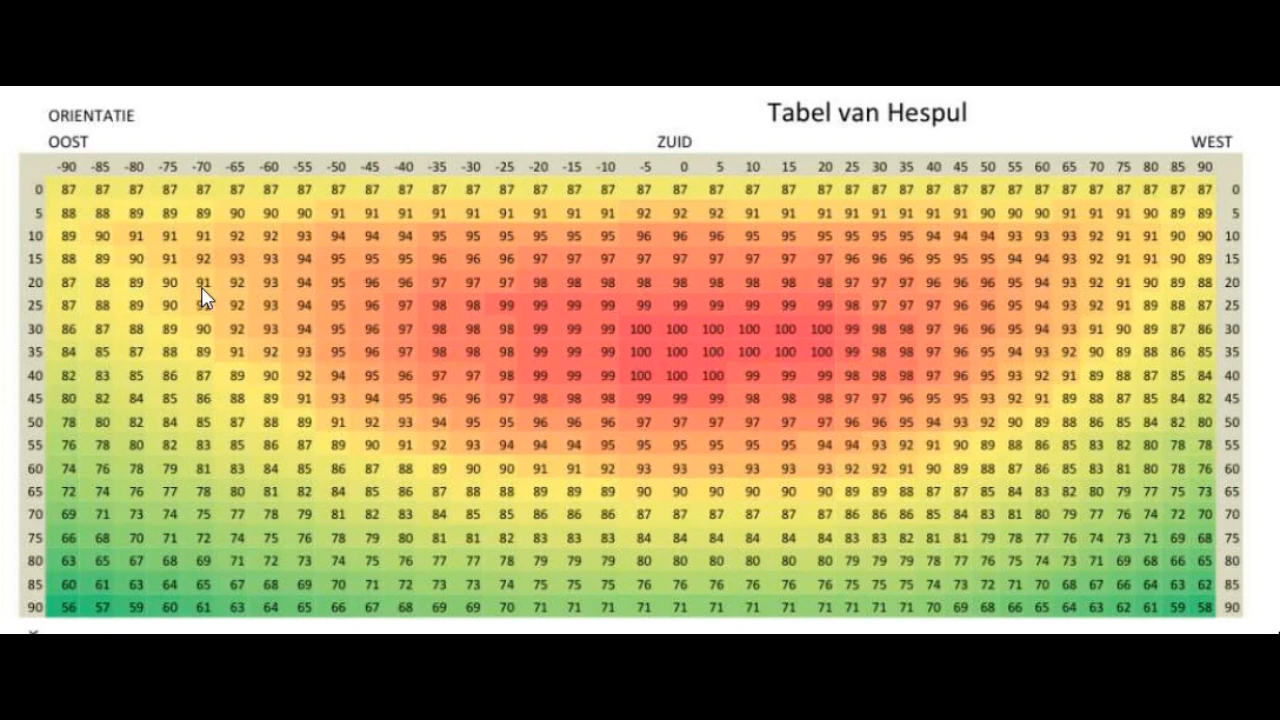 Tabel van Hespul
ORIENTATIE
OOST ZUID WEST
-90 -85 -80 -75 -70 -65 -60 -55 -50 -45 -40 -35 -30 -25 -20 -15 -10 -5 0 5 10 15 20 25 30 35 40 45 50 55 60 65 70 75 80 85 90
0 87 87 87 87 87 87 87 87 87 87 87 87 87 87 87 87 87 87 87 87 87 87 87 87 87 87 87 87 87 87 87 87 87 87 87 87 87 0
5 88 88 89 89 89 90 90 90 91 91 91 91 91 91 91 91 91 92 92 92 91 91 91 91 91 91 91 91 90 90 90 91 91 91 90 89 89 5
10 89 90 91 91 91 92 92 93 94 94 94 95 95 95 95 95 95 96 96 96 95 95 95 95 95 95 94 94 94 93 93 93 92 91 91 90 90 10
15 88 89 90 91 92 93 93 94 95 95 95 96 96 96 97 97 97 97 97 97 97 97 97 96 96 96 95 95 95 94 94 93 92 91 91 90 89 15
20 87 88 89 90 91 92 93 94 95 96 96 97 97 97 98 98 98 98 98 98 98 98 98 98 97 97 97 96 96 95 94 93 92 91 90 89 88 20
25 87 88 89 90 92 93 94 95 96 97 98 98 99 99 99 99 99 99 99 99 99 99 98 97 97 96 96 96 95 94 93 92 91 89 88 87 25
30 86 87 88 89 90 92 93 94 95 96 97 98 98 98 99 99 99 100 100 100 100 100 100 99 98 98 97 96 96 95 94 93 91 90 89 87 86 30
35 84 85 87 88 89 91 92 93 95 96 97 98 98 98 99 99 99 100 100 100 100 100 100 99 98 98 97 96 95 94 93 92 90 89 88 86 85 35
40 82 83 85 86 87 89 90 92 94 95 96 97 97 98 99 99 99 100 100 100 99 99 99 98 98 98 97 96 95 93 92 91 89 88 87 85 84 40
45 80 82 84 85 86 88 89 91 93 94 95 96 96 97 98 98 98 99 99 99 98 98 98 97 97 96 95 95 93 92 91 89 88 87 85 84 82 45
50 78 80 82 84 85 87 88 89 91 92 93 94 95 95 96 96 96 97 97 97 97 97 97 96 96 95 94 93 92 90 89 88 86 85 84 82 80 50
55 76 78 80 82 83 85 86 87 89 90 91 92 93 94 94 94 95 95 95 95 95 95 94 94 93 92 91 90 89 88 86 85 83 82 80 78 78 55
60 74 76 78 79 81 83 84 85 86 87 88 89 90 90 91 91 92 93 93 93 93 93 93 92 92 91 90 89 88 87 86 85 83 81 80 78 76 60
65 72 74 76 77 78 80 81 82 84 85 86 87 88 88 89 89 89 90 90 90 90 90 90 89 89 88 87 87 85 84 83 82 80 79 77 75 73 65
70 69 71 73 74 75 77 78 79 81 82 83 84 85 85 86 86 86 87 87 87 87 87 87 86 86 86 85 84 83 81 80 79 77 76 74 72 70 70
75 66 68 70 71 72 74 75 76 78 79 80 81 81 82 83 83 83 84 84 84 84 84 84 83 83 82 81 81 79 78 77 76 74 73 71 69 68 75
80 63 65 67 68 69 71 72 73 74 75 76 77 77 78 79 79 79 80 80 80 80 80 80 79 79 79 78 77 76 75 74 73 71 69 68 66 65 80
85 60 61 63 64 65 67 68 69 70 71 72 73 73 74 75 75 75 76 76 76 76 76 76 75 75 75 74 73 72 71 70 68 67 66 64 63 62 85
90 56 57 59 60 61 63 64 65 66 67 68 69 69 70 71 71 71 71 71 71 71 71 71 71 71 71 70 69 68 66 65 64 63 62 61 59 58 90